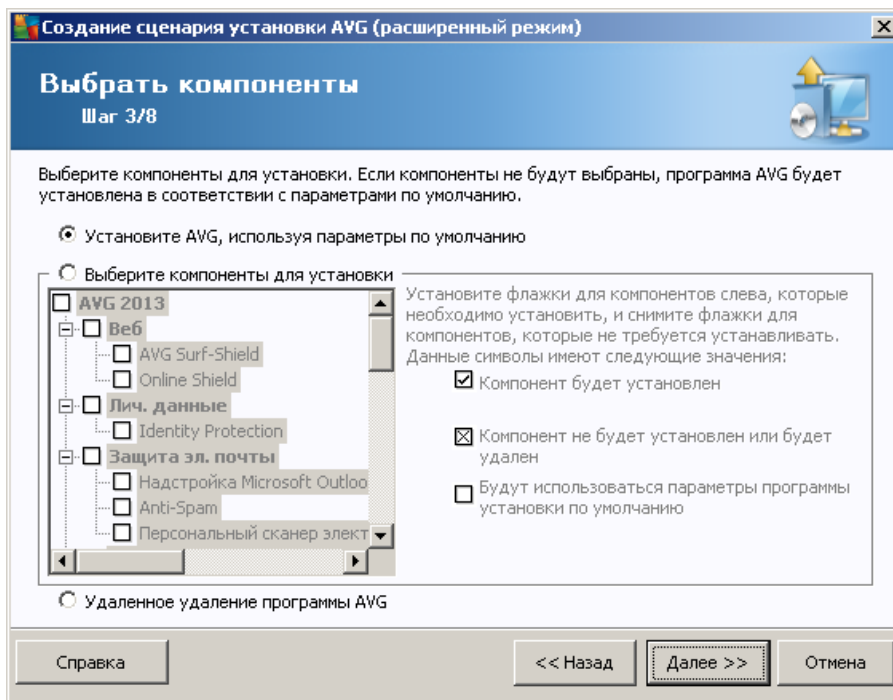 Создание сценария установки AVG (расширенный режим)
Выбрать компоненты
Шаг 3/8
Выберите компоненты для установки. Если компоненты не будут выбраны, программа AVG будет
установлена в соответствии с параметрами по умолчанию.
Установите AVG, используя параметры по умолчанию
Выберите компоненты для установки
AVG 2013
Веб
AVG Surf-Shield
Online Shield
Лич. данные
Identity Protection
Защита эл. почты
Надстройка Microsoft Outloo
Anti-Spam
Персональный сканер элект
Установите флажки для компонентов слева, которые
необходимо установить, и снимите флажки для
компонентов, которые не требуется устанавливать.
Данные символы имеют следующие значения:
Компонент будет установлен
Компонент не будет установлен или будет
удален
Будут использоваться параметры программы
установки по умолчанию
Удаленное удаление программы AVG
Справка
<< Назад
Далее >>
Отмена